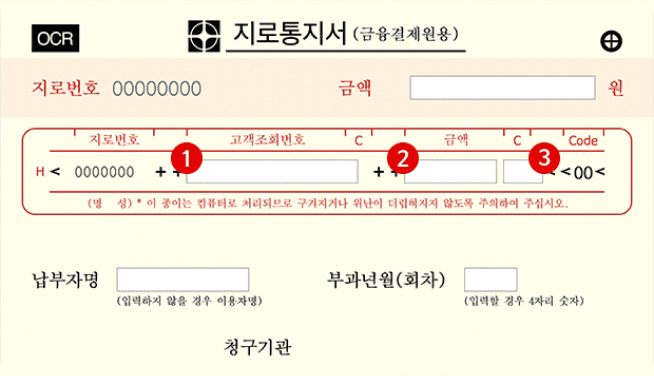 OCR 지로통지서 (금융결제원용)
지로번호 00000000 금액 원
지로번호 고객조회번호 C 금액 C Code
H < 0000000 + + 1 + + 2 3 < < 00 <
(명 성) * 이 종이는 컴퓨터로 처리되므로 구겨지거나 위난이 더럽혀지지 않도록 주의하여 주십시오.
납부자명 부과년월(회차)
(입력하지 않을 경우 이용자명) (입력할 경우 4자리 숫자)
청구기관